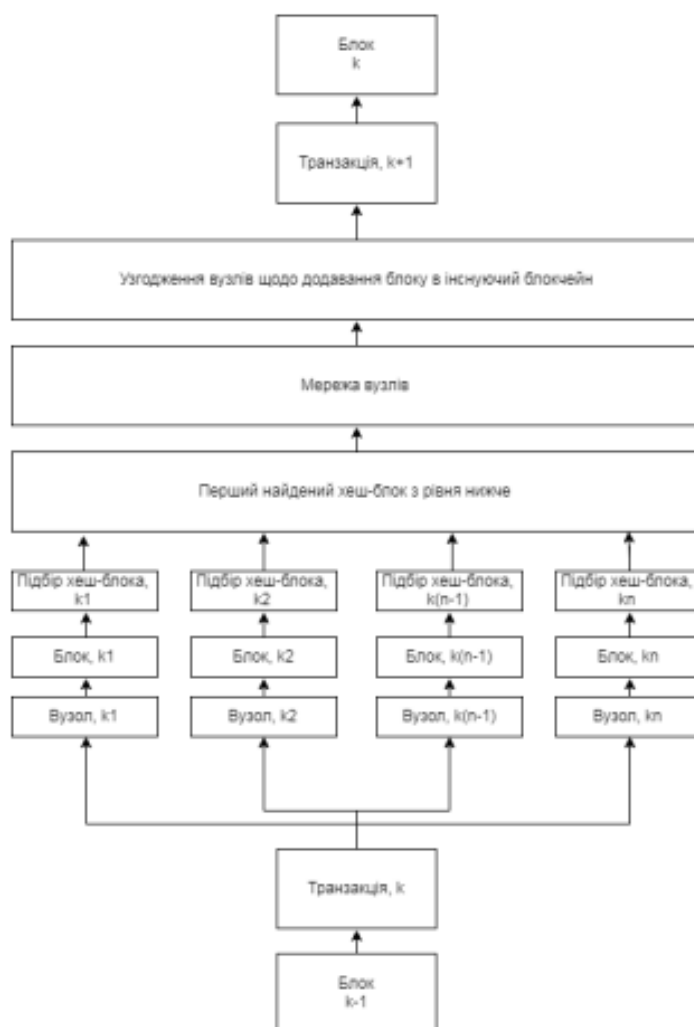 Блок
k
Транзакція, k+1
Узгодження вузлів щодо додавання блоку в інснуючий блокчейн
Мережа вузлів
Перший найдений хеш-блок з рівня нижче
Підбір хеш-блока,
k1
Підбір хеш-блока,
k2
Підбір хеш-блока,
k(n-1)
Підбір хеш-блока,
kn
Блок, k1
Блок, k2
Блок, k(n-1)
Блок, kn
Вузол, k1
Вузол, k2
Вузол, k(n-1)
Вузол, kn
Транзакція, k
Блок
k-1